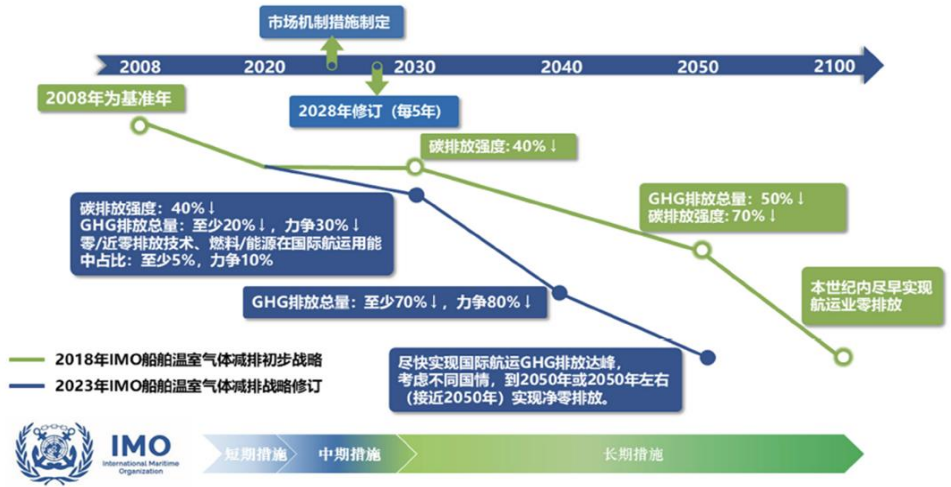 市场机制措施制定
2008
2020
2030
2040
2050
2100
2008年为基准年
2028年修订（每5年）
碳排放强度: 40%↓
GHG排放总量：50%↓
碳排放强度: 70%↓
碳排放强度：40%↓
GHG排放总量：至少20%↓，力争30%↓
零/近零排放技术、燃料/能源在国际航运用能
中占比：至少5%，力争10%
GHG排放总量：至少70%↓，力争80%↓
本世纪内尽早实现
航运业零排放
2018年IMO船舶温室气体减排初步战略
2023年IMO船舶温室气体减排战略修订
尽快实现国际航运GHG排放达峰，
考虑不同国情，到2050年或2050年左右
（接近2050年）实现净零排放。
IMO
International Maritime
Organization
短期措施
中期措施
长期措施